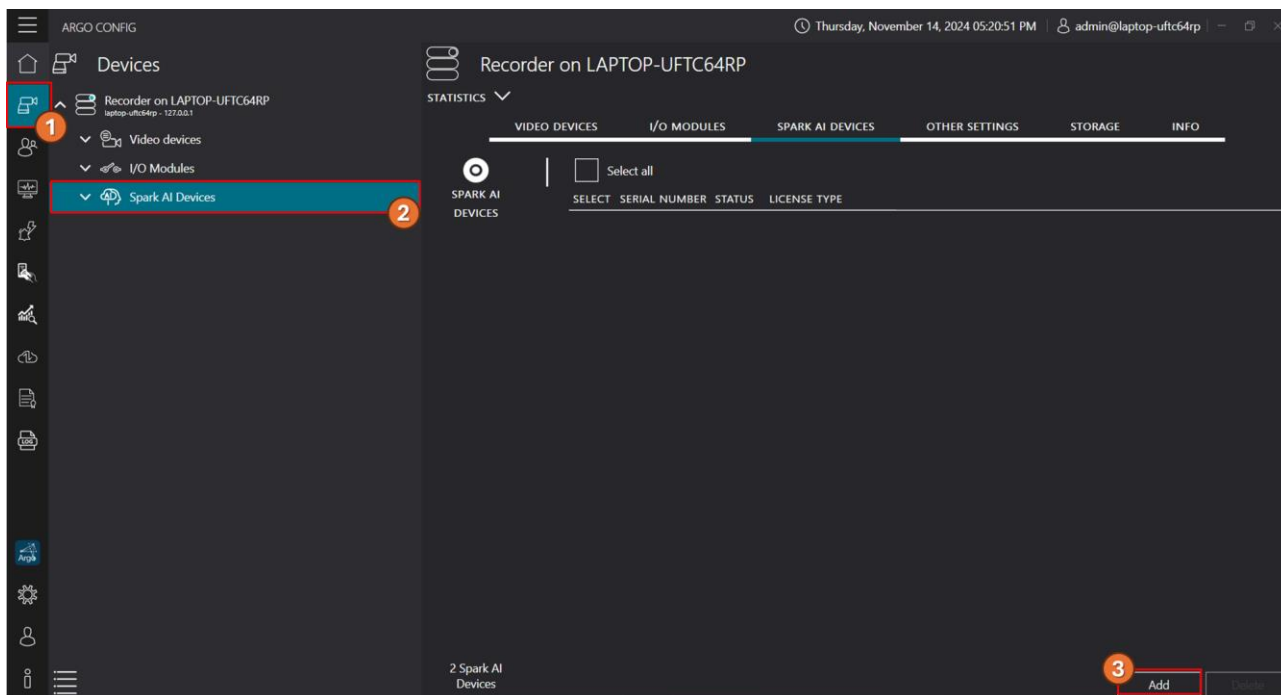 ARGO CONFIG
Thursday, November 14, 2024 05:20:51 PM
admin@laptop-uftc64rp
Devices
Recorder on LAPTOP-UFTC64RP
laptop-uftc64rp - 127.0.0.1
Video devices
I/O Modules
Spark AI Devices
1
2
LOG
Argo
Recorder on LAPTOP-UFTC64RP
STATISTICS
VIDEO DEVICES I/O MODULES SPARK AI DEVICES OTHER SETTINGS STORAGE INFO
SPARK AI
DEVICES
Select all
SELECT SERIAL NUMBER STATUS LICENSE TYPE
2 Spark AI
Devices
3
Add Delete